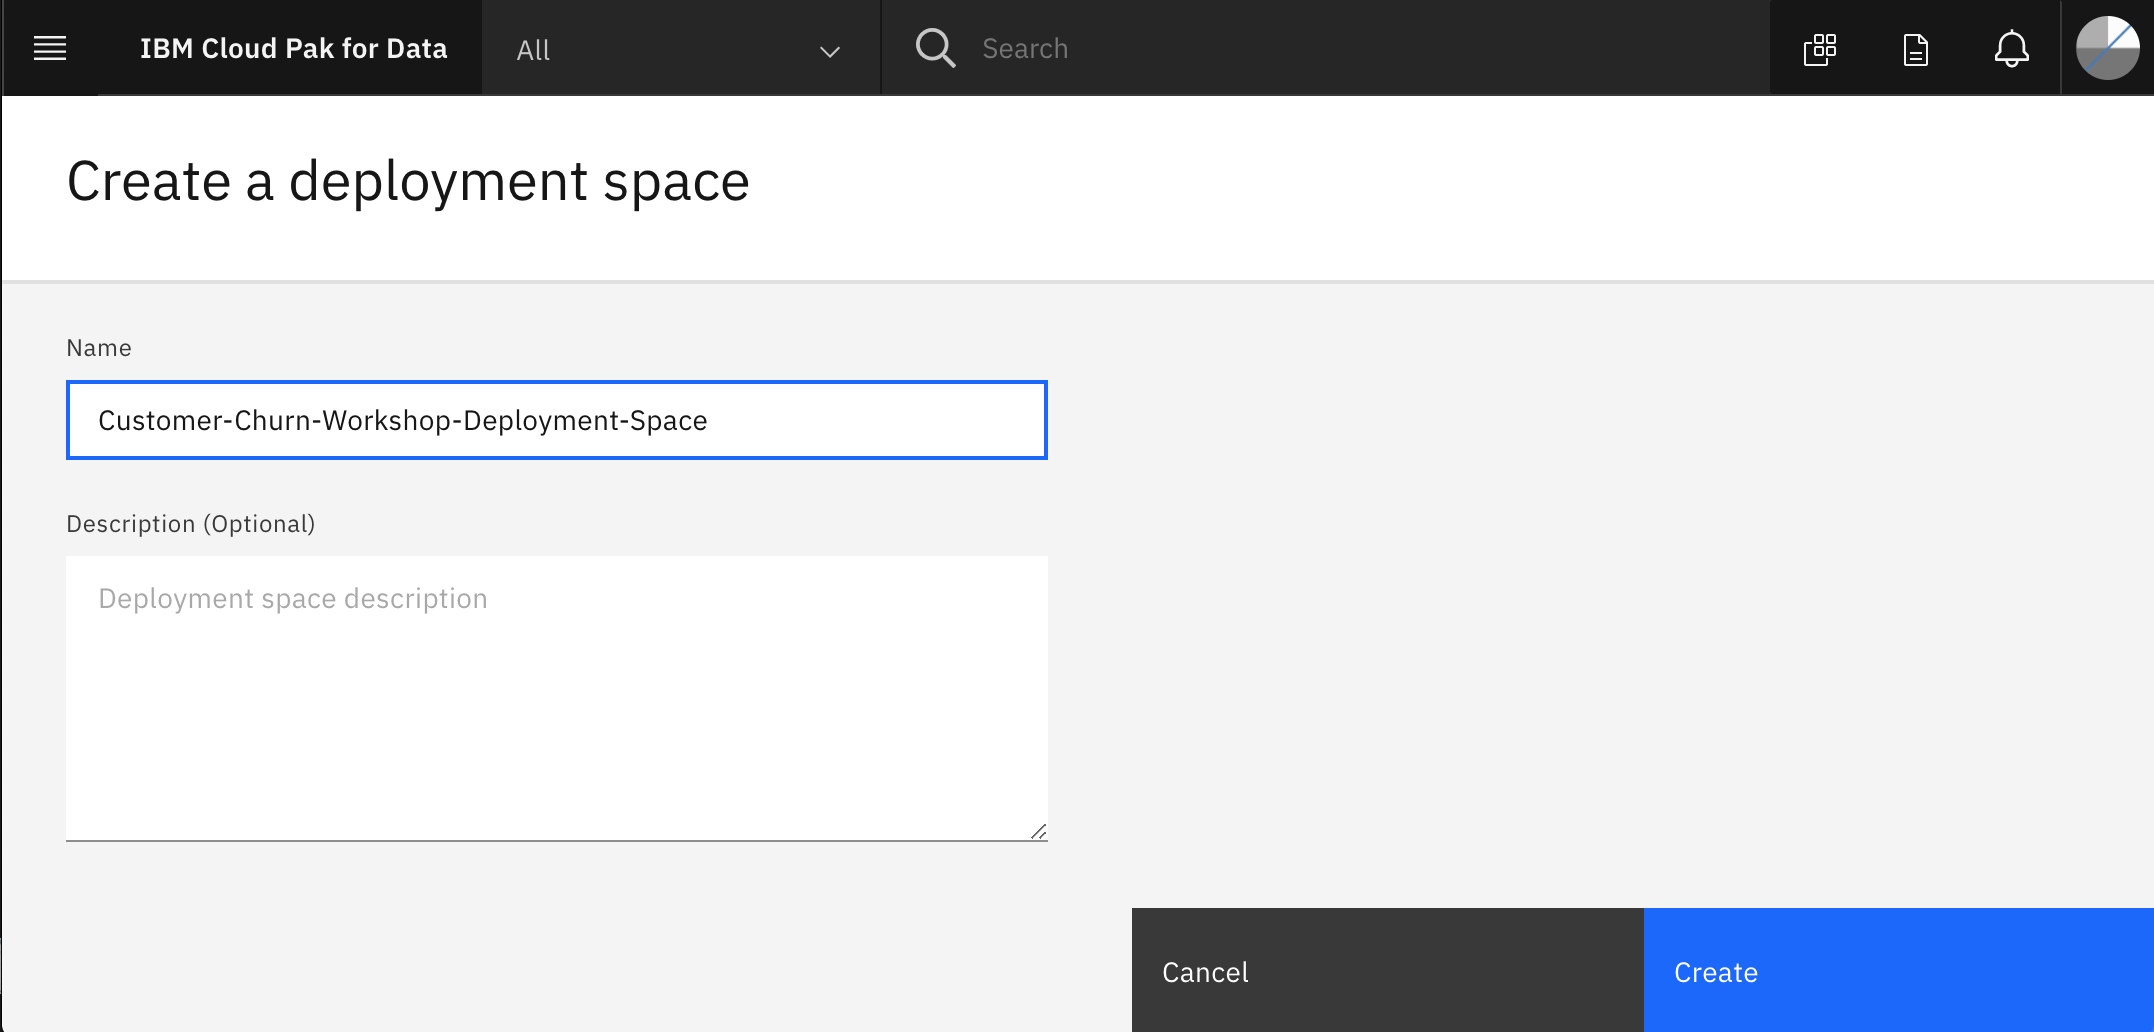 IBM Cloud Pak for Data All Search
Create a deployment space
Name
Customer-Churn-Workshop-Deployment-Space
Description (Optional)
Deployment space description
Cancel Create